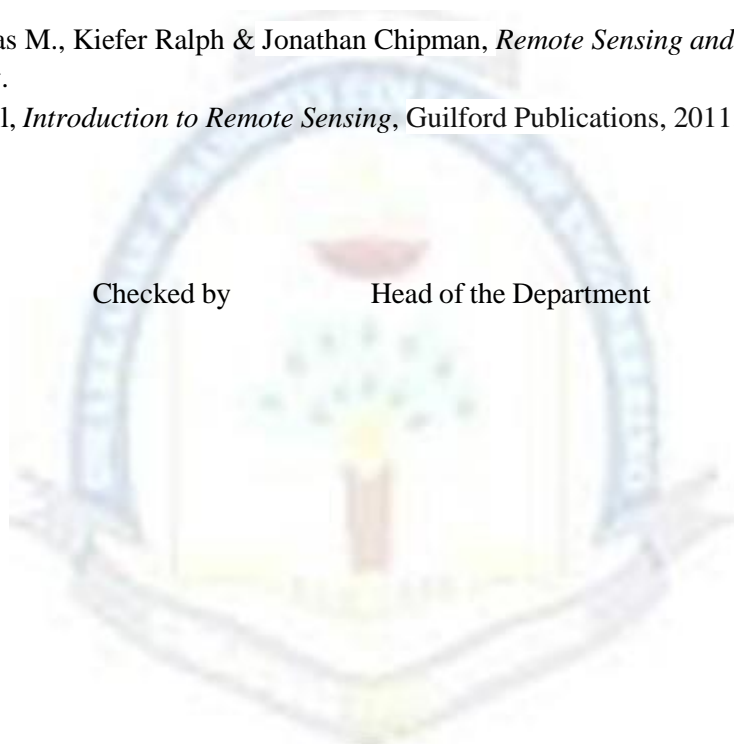 as M., Kiefer Ralph & Jonathan Chipman, Remote Sensing and
.
l, Introduction to Remote Sensing, Guilford Publications, 2011
Checked by Head of the Department